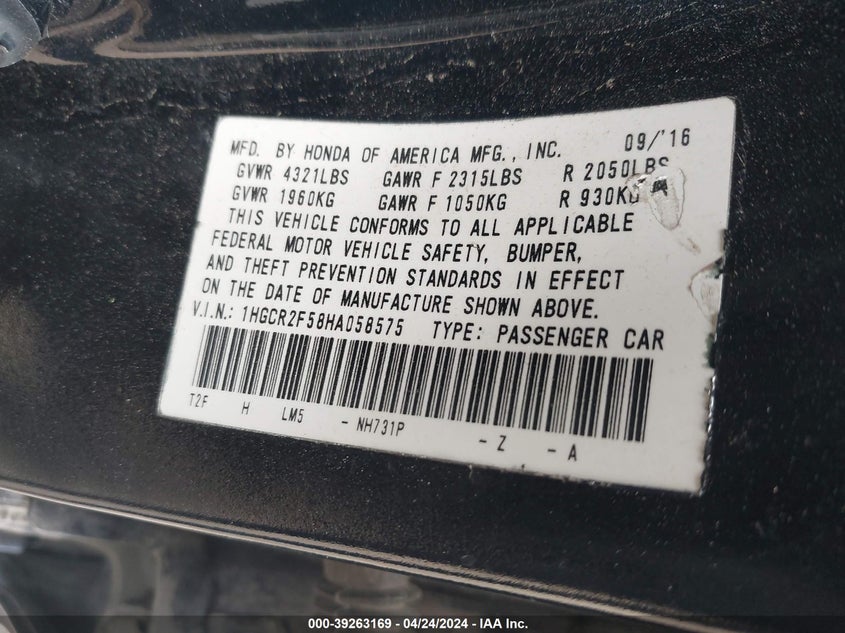 MFD. BY HONDA OF AMERICA MFG., INC. 09/'16
GVWR 4321LBS GAWR F 2315LBS R 2050LBS
GVWR 1960KG GAWR F 1050KG R 930KG
THIS VEHICLE CONFORMS TO ALL APPLICABLE
FEDERAL MOTOR VEHICLE SAFETY, BUMPER,
AND THEFT PREVENTION STANDARDS IN EFFECT
ON THE DATE OF MANUFACTURE SHOWN ABOVE.
V.I.N.: 1HGCR2F58HA058575 TYPE: PASSENGER CAR
T2F H LM5 - NH731P - Z - A
000-39263169 - 04/24/2024 - IAA Inc.